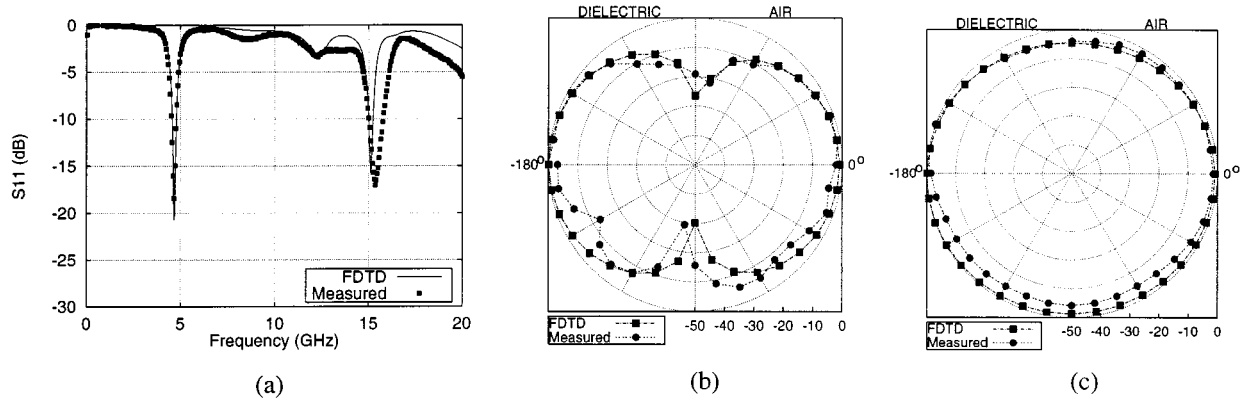 0
-5
-10
-15
-20
-25
-30
S11 (dB)
FDTD
Measured
0 5 10 15 20
Frequency (GHz)
(a)
DIELECTRIC AIR
-180° 0°
FDTD
Measured
-50 -40 -30 -20 -10 0
(b)
DIELECTRIC AIR
-180° 0°
FDTD
Measured
-50 -40 -30 -20 -10 0
(c)